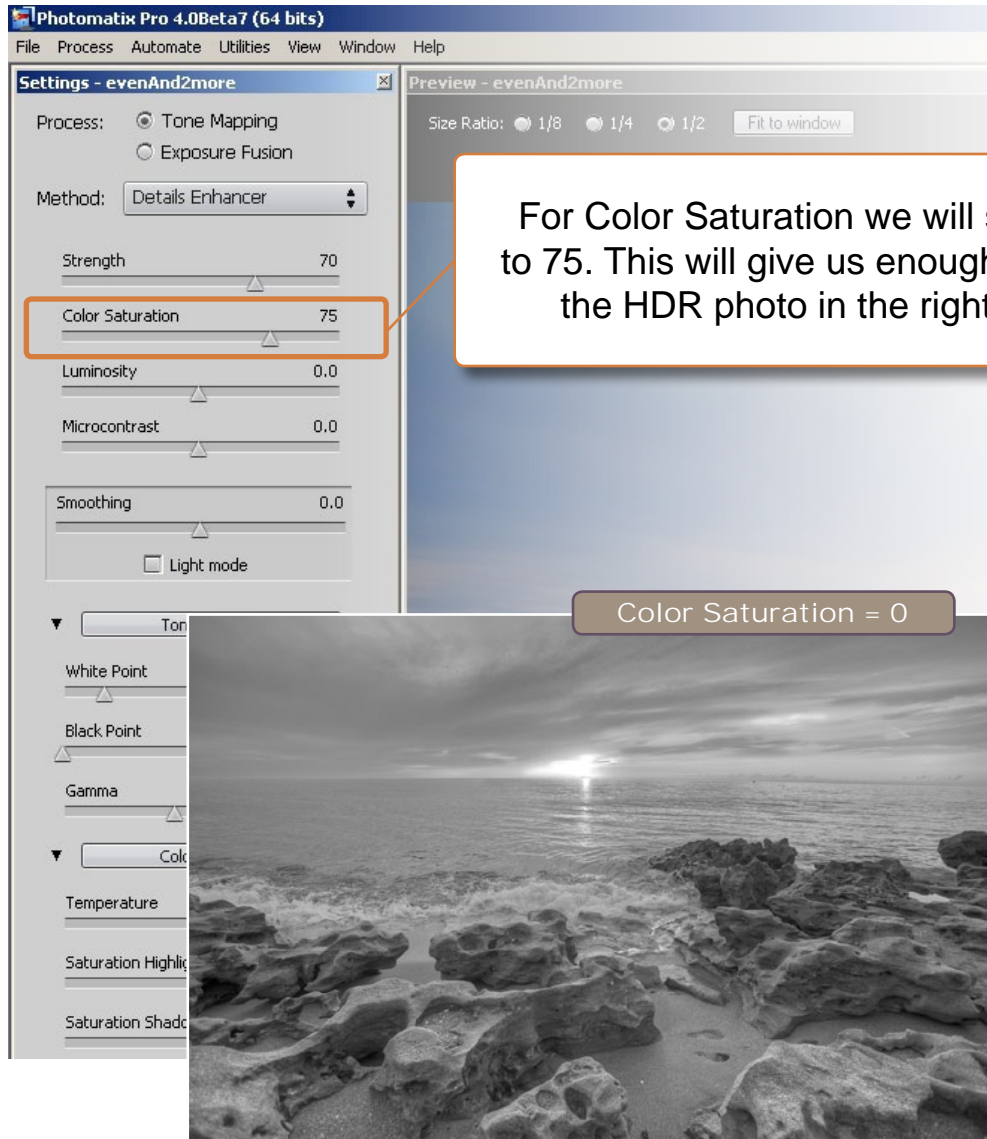 Photomatix Pro 4.0Beta7 (64 bits)
File Process Automate Utilities View Window Help
Settings - evenAnd2more
Preview - evenAnd2more
Process: Tone Mapping
Exposure Fusion
Size Ratio: 1/8 1/4 1/2 Fit to window
Method: Details Enhancer
For Color Saturation we will
to 75. This will give us enough
the HDR photo in the right
Strength 70
Color Saturation 75
Luminosity 0.0
Microcontrast 0.0
Smoothing 0.0
Light mode
Color Saturation = 0
Ton
White Point
Black Point
Gamma
Colo
Temperature
Saturation Highlig
Saturation Shado